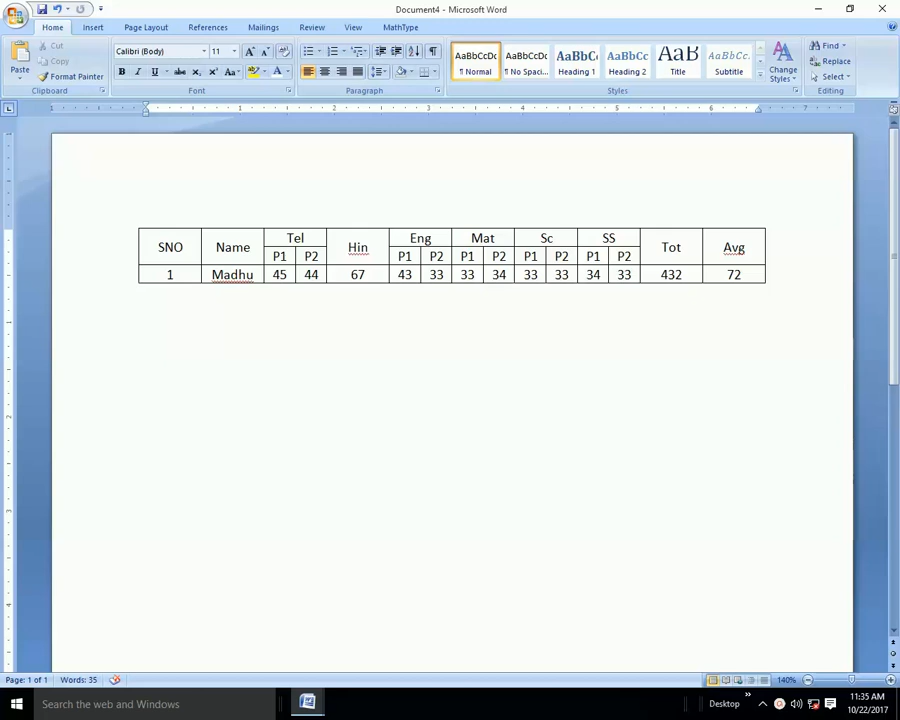 Document4 - Microsoft Word
Home Insert Page Layout References Mailings Review View MathType
Paste
Cut
Copy
Format Painter
Clipboard
Calibri (Body) 11
Font
Paragraph
AaBbCcDc AaBbCcDc AaBbC AaBbCc AaB AaBbCc.
¶ Normal ¶ No Spaci... Heading 1 Heading 2 Title Subtitle
Styles
Change Styles
Find
Replace
Select
Editing
SNO Name Tel Hin Eng Mat Sc SS Tot Avg
P1 P2 P1 P2 P1 P2 P1 P2 P1 P2
1 Madhu 45 44 67 43 33 33 34 33 33 34 33 432 72
Page: 1 of 1 Words: 35 140%
Search the web and Windows
Desktop
11:35 AM
10/22/2017